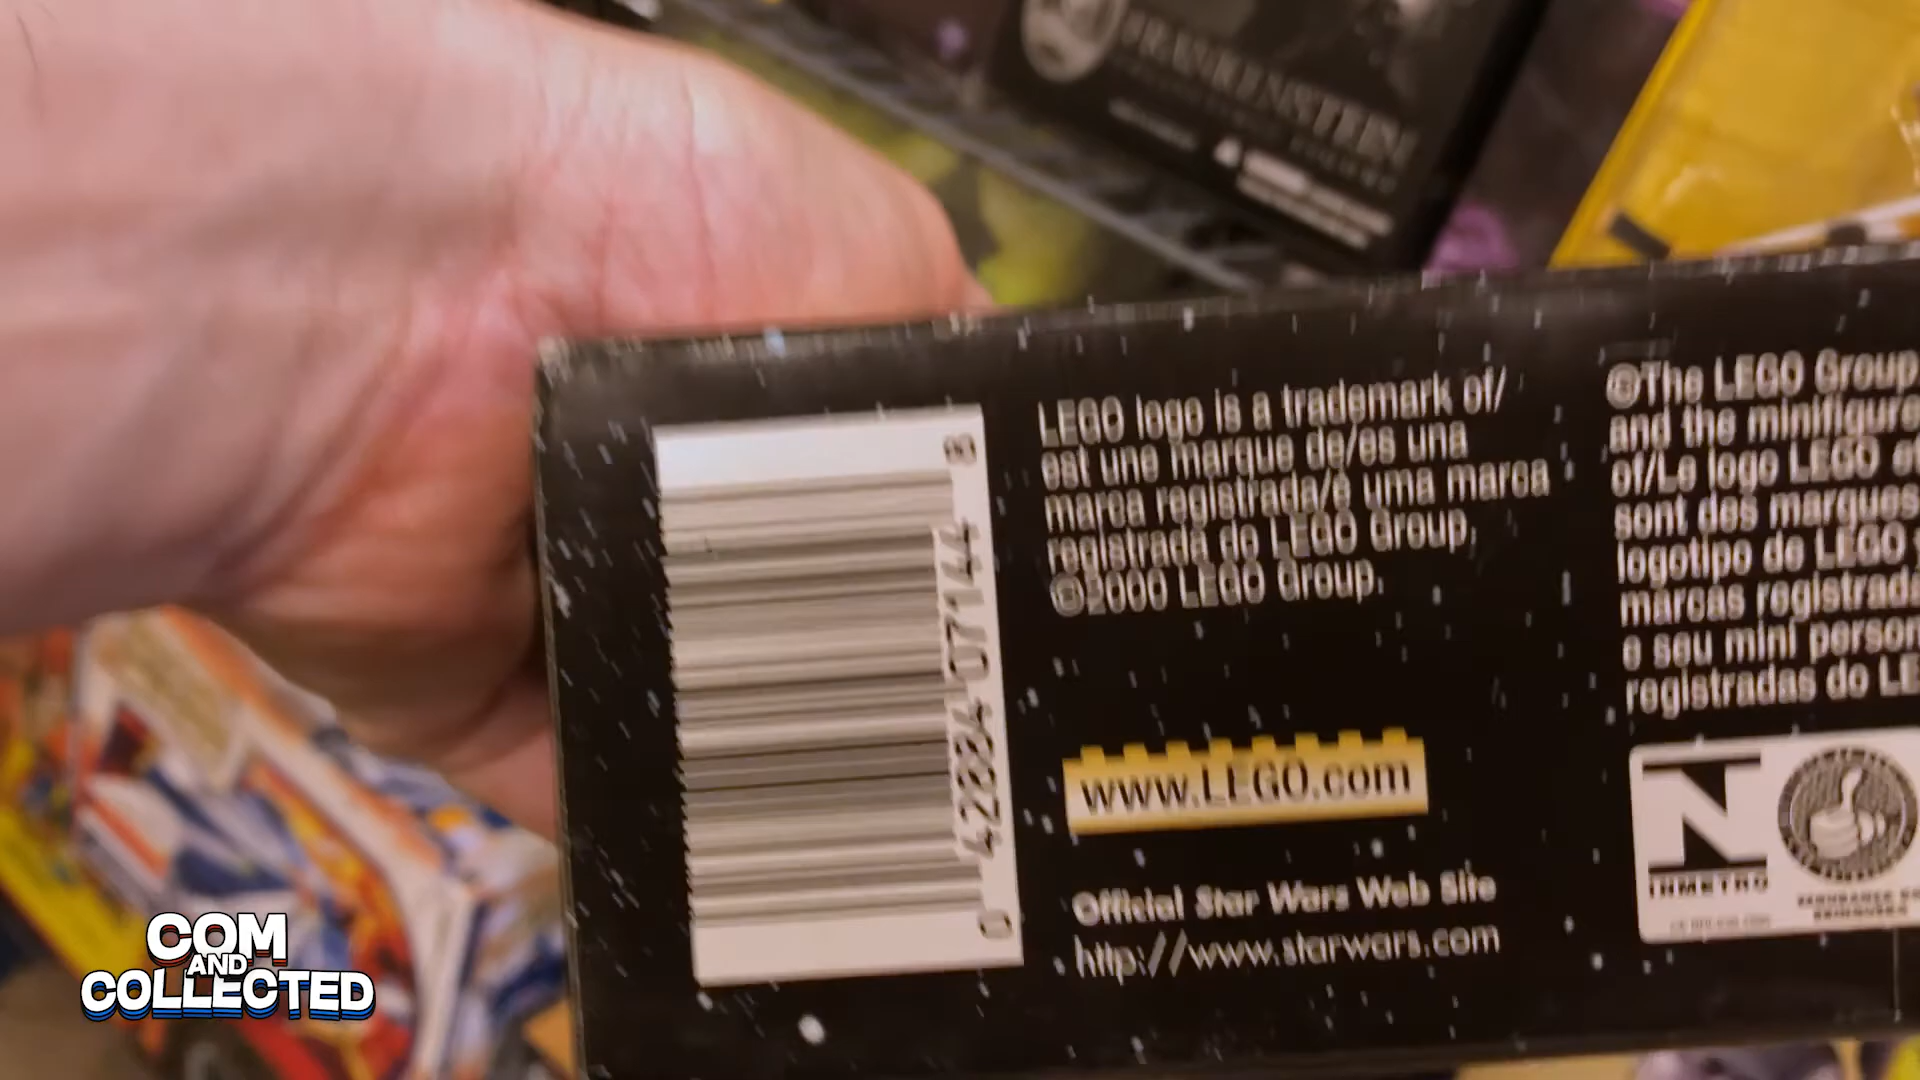 FRANKENSTEIN
8
42884 07144
0
LEGO logo is a trademark of/
est une marque de/es una
marca registrada/é uma marca
registrada do LEGO Group.
©2000 LEGO Group.
www.LEGO.com
Official Star Wars Web Site
http://www.starwars.com
©The LEGO Group
and the minifigure
of/Le logo LEGO et
sont des marques
logotipo de LEGO y
marcas registrada
e seu mini person
registradas do LE
INMETRO
COM
AND
COLLECTED